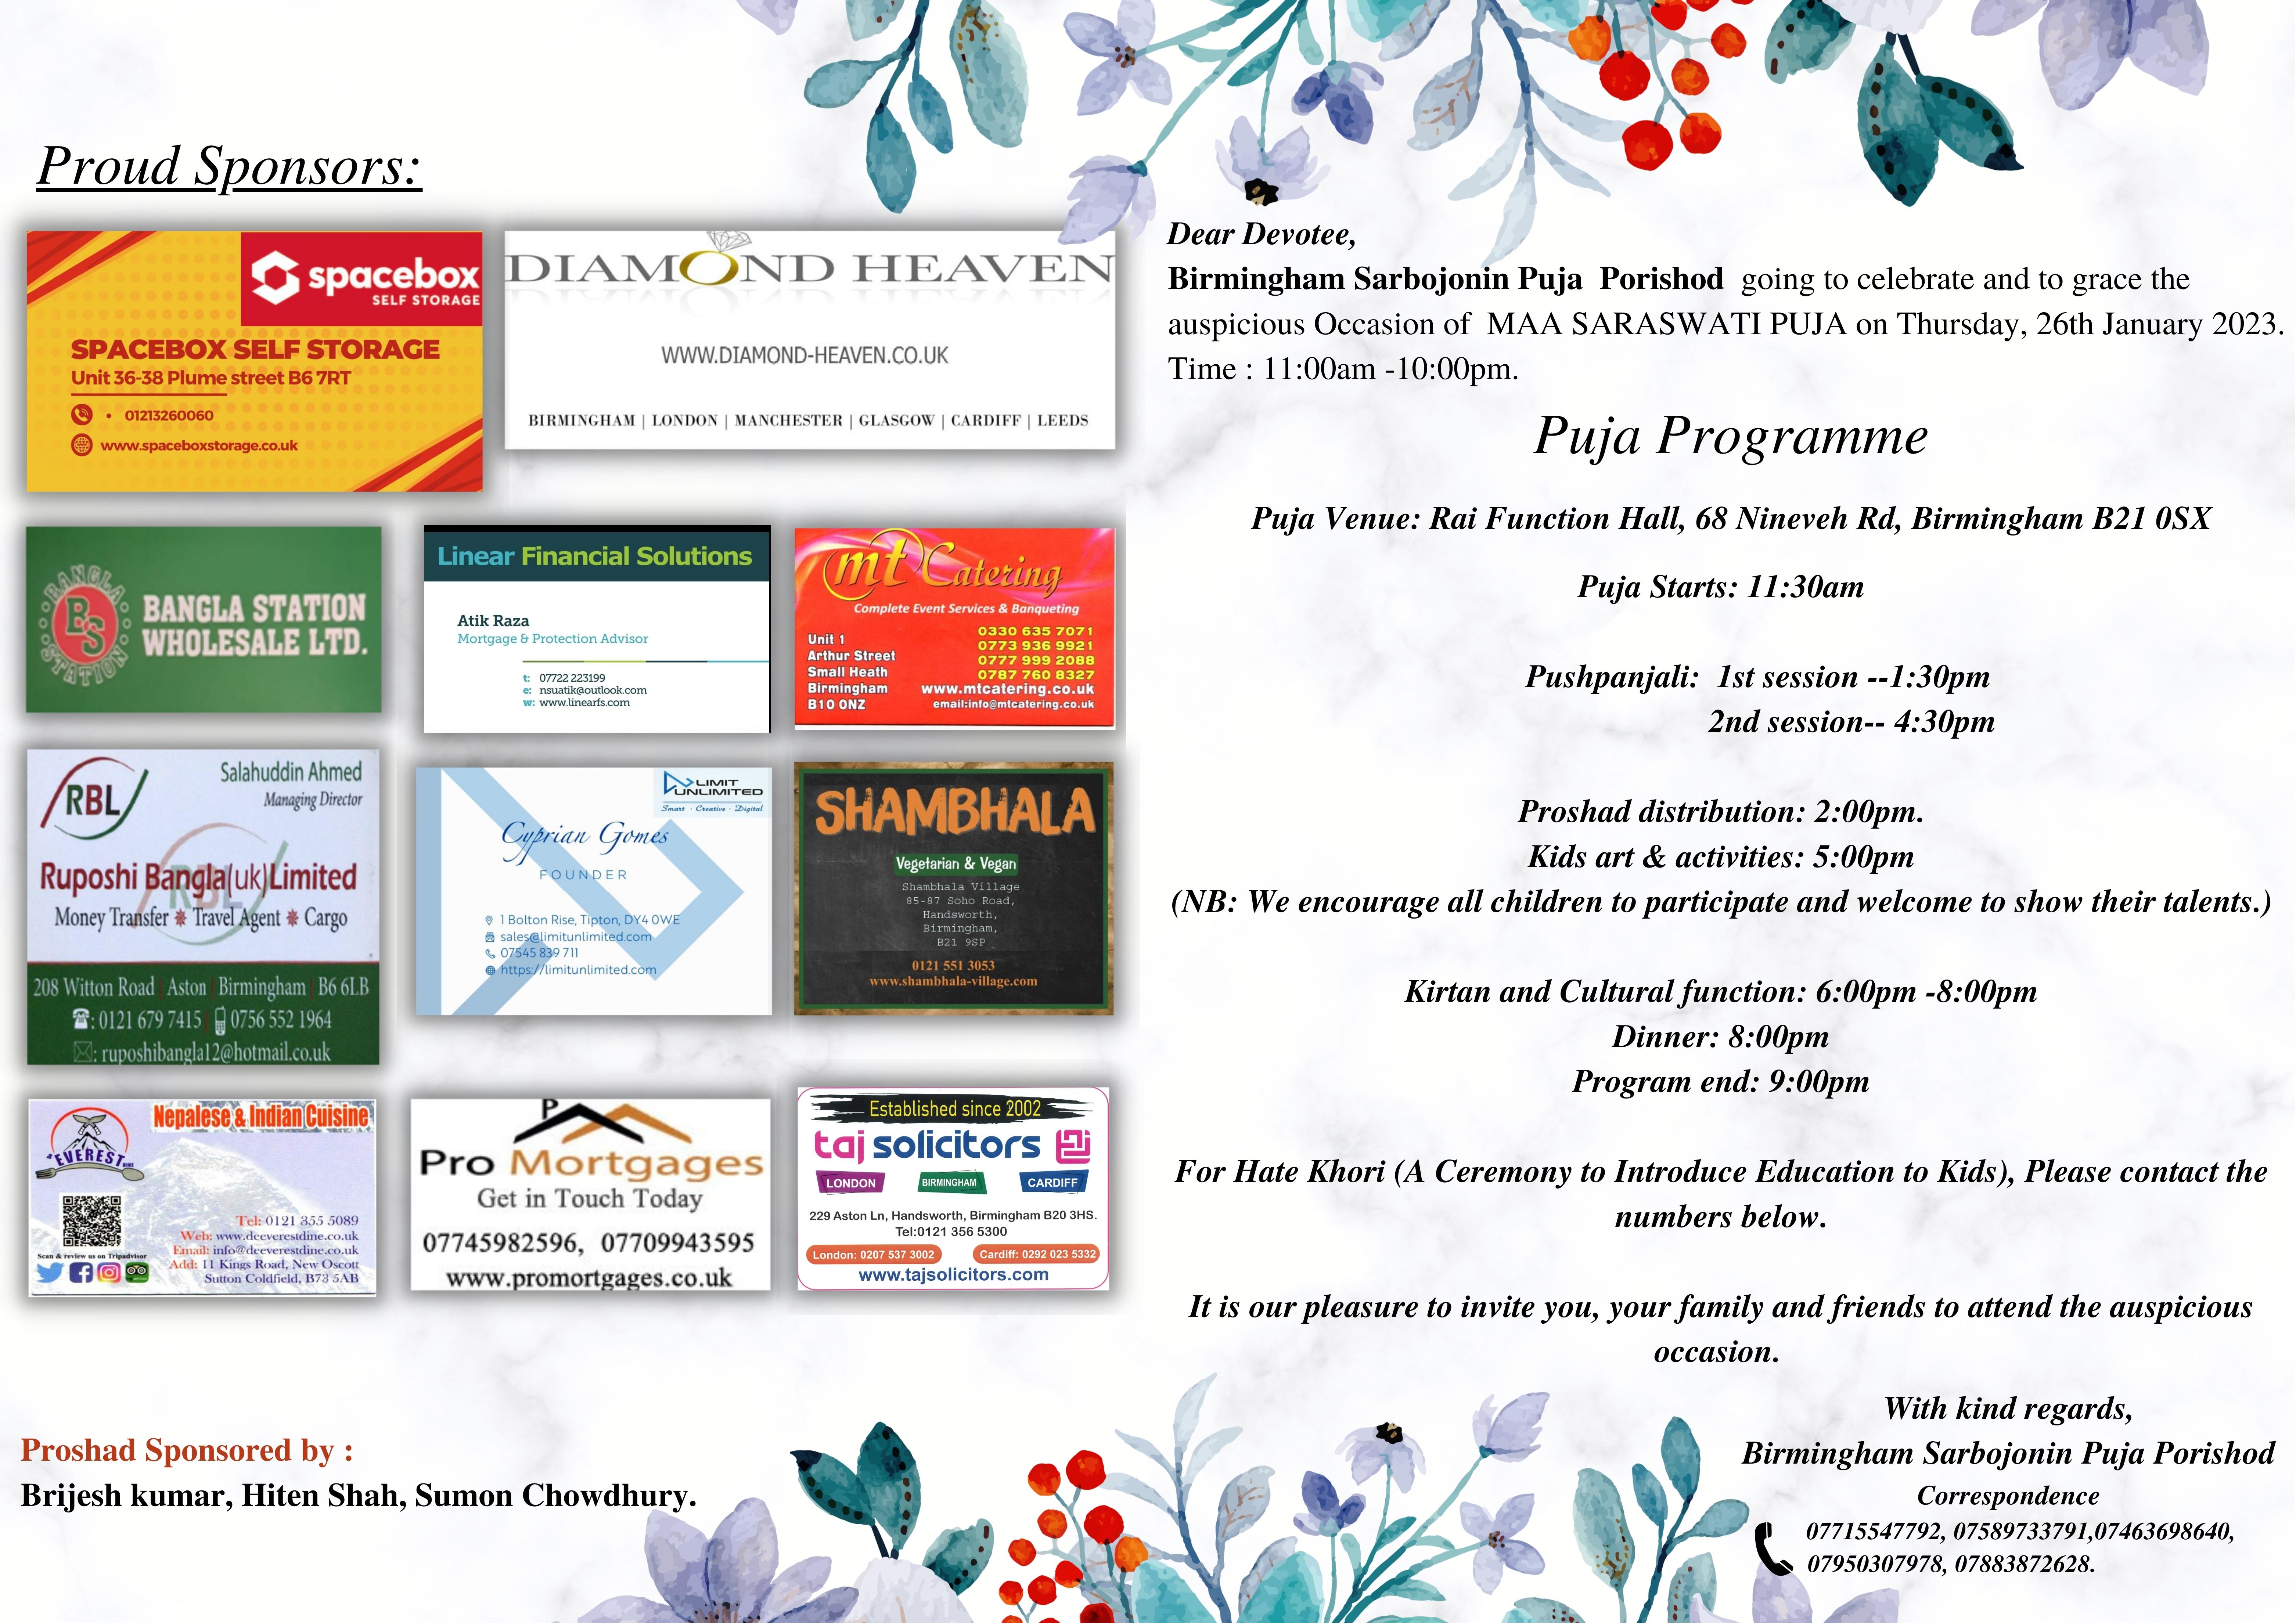 Proud Sponsors:
spacebox
SELF STORAGE
SPACEBOX SELF STORAGE
Unit 36-38 Plume street B6 7RT
• 01213260060
www.spaceboxstorage.co.uk
DIAMOND HEAVEN
WWW.DIAMOND-HEAVEN.CO.UK
BIRMINGHAM | LONDON | MANCHESTER | GLASGOW | CARDIFF | LEEDS
BANGLA
BS
STATION
BANGLA STATION
WHOLESALE LTD.
Linear Financial Solutions
Atik Raza
Mortgage & Protection Advisor
t: 07722 223199
e: nsuatik@outlook.com
w: www.linearfs.com
mt Catering
Complete Event Services & Banqueting
Unit 1
Arthur Street
Small Heath
Birmingham
B10 0NZ
0330 635 7071
0773 936 9921
0777 999 2088
0787 760 8327
www.mtcatering.co.uk
email:info@mtcatering.co.uk
RBL
Salahuddin Ahmed
Managing Director
RBL
Ruposhi Bangla(uk)Limited
Money Transfer ✷ Travel Agent ✷ Cargo
208 Witton Road | Aston | Birmingham | B6 6LB
☎: 0121 679 7415 | 0756 552 1964
✉: ruposhibangla12@hotmail.co.uk
LIMIT
UNLIMITED
Smart · Creative · Digital
Cyprian Gomes
FOUNDER
1 Bolton Rise, Tipton, DY4 0WE
sales@limitunlimited.com
07545 839 711
https://limitunlimited.com
SHAMBHALA
Vegetarian & Vegan
Shambhala Village
85-87 Soho Road,
Handsworth,
Birmingham,
B21 9SP
0121 551 3053
www.shambhala-village.com
Nepalese & Indian Cuisine
EVEREST
Scan & review us on Tripadvisor
Tel: 0121 355 5089
Web: www.deeverestdine.co.uk
Email: info@deeverestdine.co.uk
Add: 11 Kings Road, New Oscott
Sutton Coldfield, B73 5AB
P
Pro Mortgages
Get in Touch Today
07745982596, 07709943595
www.promortgages.co.uk
Established since 2002
taj solicitors
LONDON BIRMINGHAM CARDIFF
229 Aston Ln, Handsworth, Birmingham B20 3HS.
Tel:0121 356 5300
London: 0207 537 3002 Cardiff: 0292 023 5332
www.tajsolicitors.com
Proshad Sponsored by :
Brijesh kumar, Hiten Shah, Sumon Chowdhury.
Dear Devotee,
Birmingham Sarbojonin Puja Porishod going to celebrate and to grace the
auspicious Occasion of MAA SARASWATI PUJA on Thursday, 26th January 2023.
Time : 11:00am -10:00pm.
Puja Programme
Puja Venue: Rai Function Hall, 68 Nineveh Rd, Birmingham B21 0SX
Puja Starts: 11:30am
Pushpanjali: 1st session --1:30pm
2nd session-- 4:30pm
Proshad distribution: 2:00pm.
Kids art & activities: 5:00pm
(NB: We encourage all children to participate and welcome to show their talents.)
Kirtan and Cultural function: 6:00pm -8:00pm
Dinner: 8:00pm
Program end: 9:00pm
For Hate Khori (A Ceremony to Introduce Education to Kids), Please contact the
numbers below.
It is our pleasure to invite you, your family and friends to attend the auspicious
occasion.
With kind regards,
Birmingham Sarbojonin Puja Porishod
Correspondence
07715547792, 07589733791,07463698640,
07950307978, 07883872628.